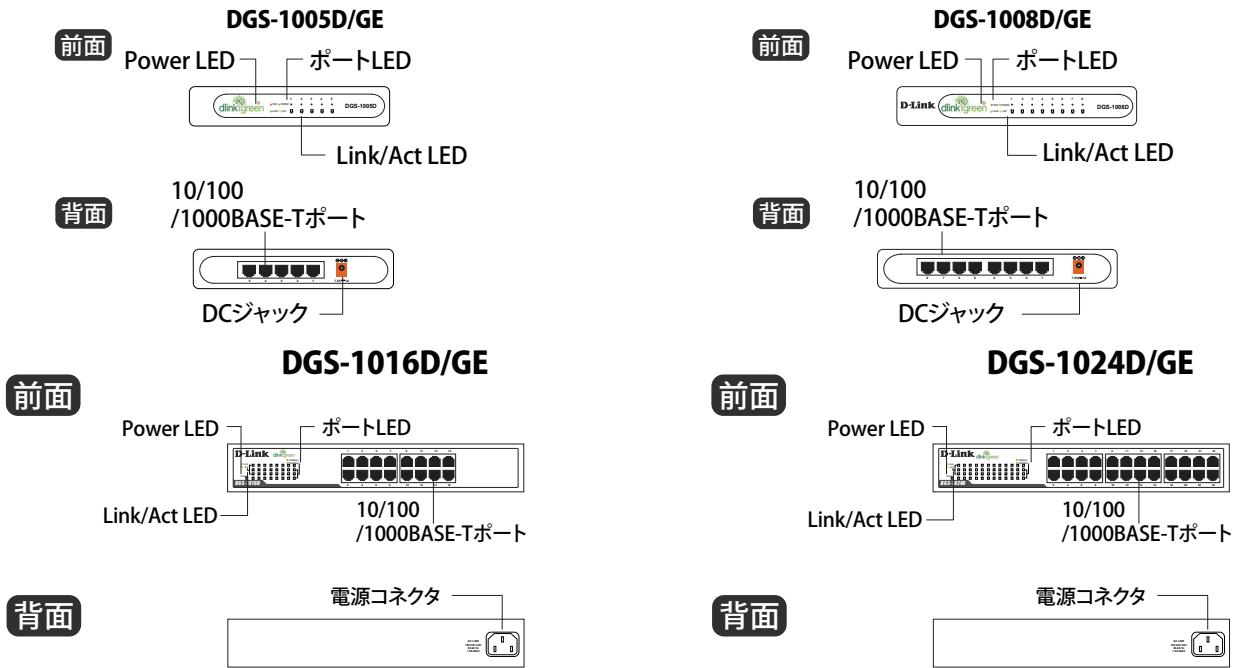 DGS-1005D/GE
前面
Power LED
ポートLED
dlinkgreen
DGS-1005D
Link/Act LED
背面
10/100
/1000BASE-Tポート
DCジャック
DGS-1008D/GE
前面
Power LED
ポートLED
D-Link
dlinkgreen
DGS-1008D
Link/Act LED
背面
10/100
/1000BASE-Tポート
DCジャック
DGS-1016D/GE
前面
Power LED
ポートLED
D-Link
dlinkgreen
Link/Act LED
10/100
/1000BASE-Tポート
背面
電源コネクタ
DGS-1024D/GE
前面
Power LED
ポートLED
D-Link
dlinkgreen
Link/Act LED
10/100
/1000BASE-Tポート
背面
電源コネクタ